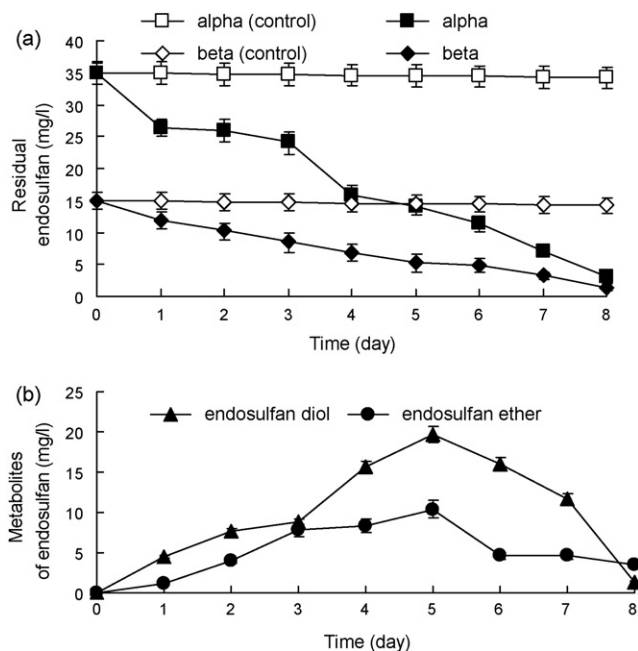 (a)
alpha (control)
alpha
beta (control)
beta
Residual
endosulfan (mg/l)
40
35
30
25
20
15
10
5
0
0 1 2 3 4 5 6 7 8
Time (day)
(b)
endosulfan diol
endosulfan ether
Metabolites
of endosulfan (mg/l)
25
20
15
10
5
0
0 1 2 3 4 5 6 7 8
Time (day)